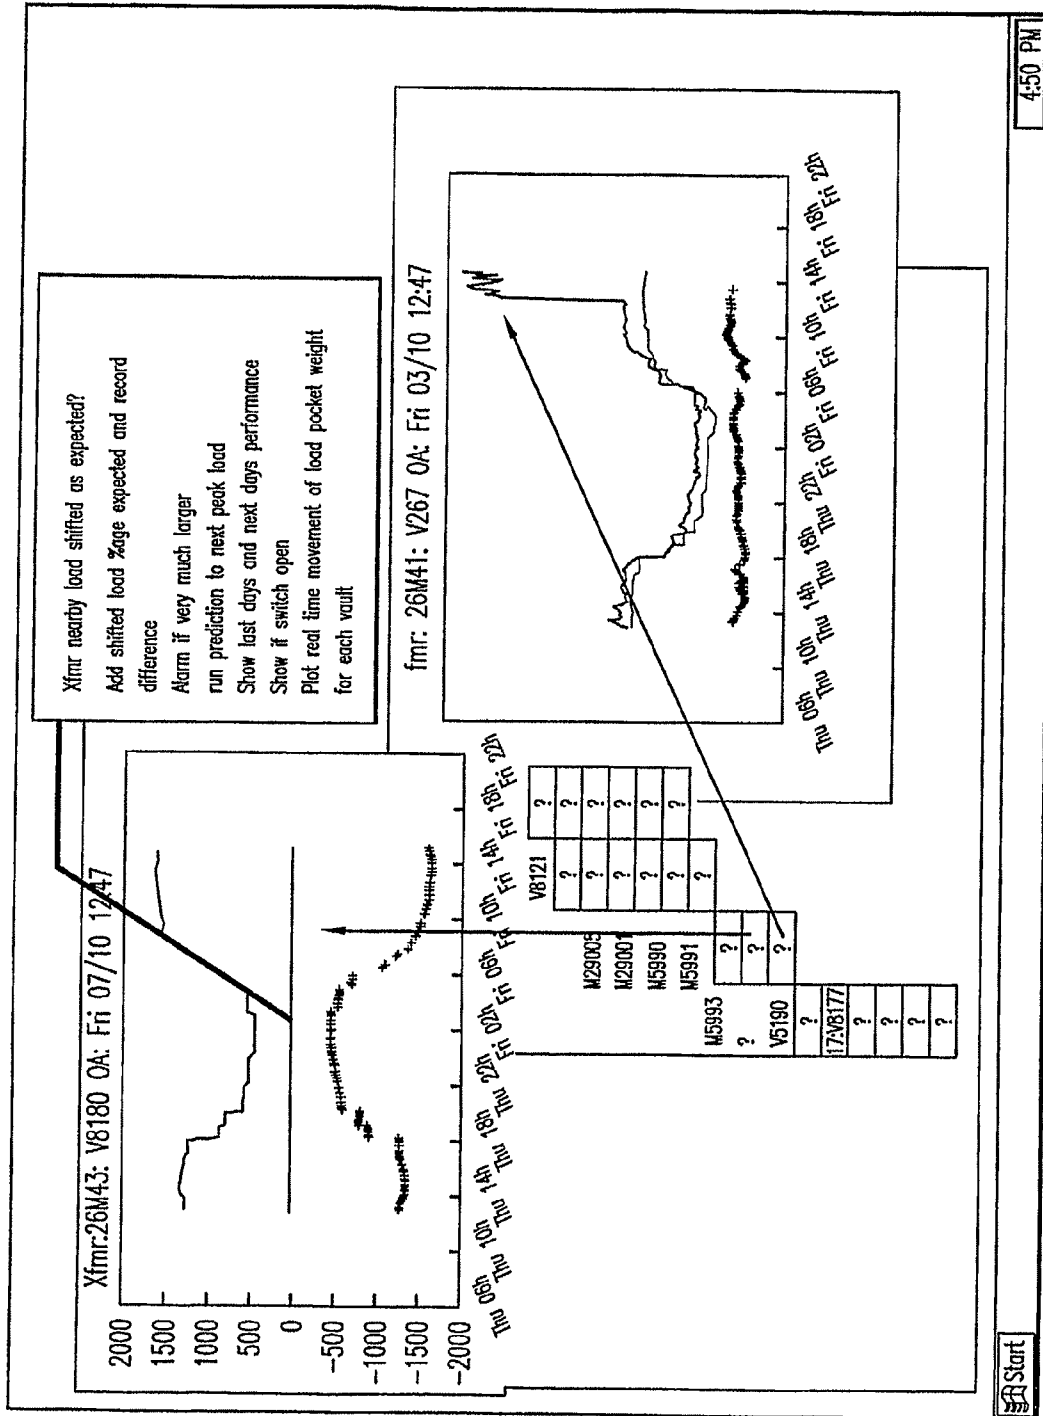 Xfmr nearby load shifted as expected?
Add shifted load %age expected and record
difference
Alarm if very much larger
run prediction to next peak load
Show last days and next days performance
Show if switch open
Plot real time movement of load pocket weight
for each vault
Xfmr:26M43: V8180 OA: Fri 07/10 12:47
2000
1500
1000
500
0
-500
-1000
-1500
-2000
Thu 06h
Thu 10h
Thu 14h
Thu 18h
Thu 22h
Fri 02h
Fri 06h
Fri 10h
Fri 14h
Fri 18h
Fri 22h
fmr: 26M41: V267 OA: Fri 03/10 12:47
Thu 06h
Thu 10h
Thu 14h
Thu 18h
Thu 22h
Fri 02h
Fri 06h
Fri 10h
Fri 14h
Fri 18h
Fri 22h
?
V8121 ?
? ?
M29005 ? ?
M29001 ? ?
M5990 ? ?
M5991 ?
M5993 ?
? ?
V5190 ?
?
17:V8177
?
?
?
?
Start
4:50 PM